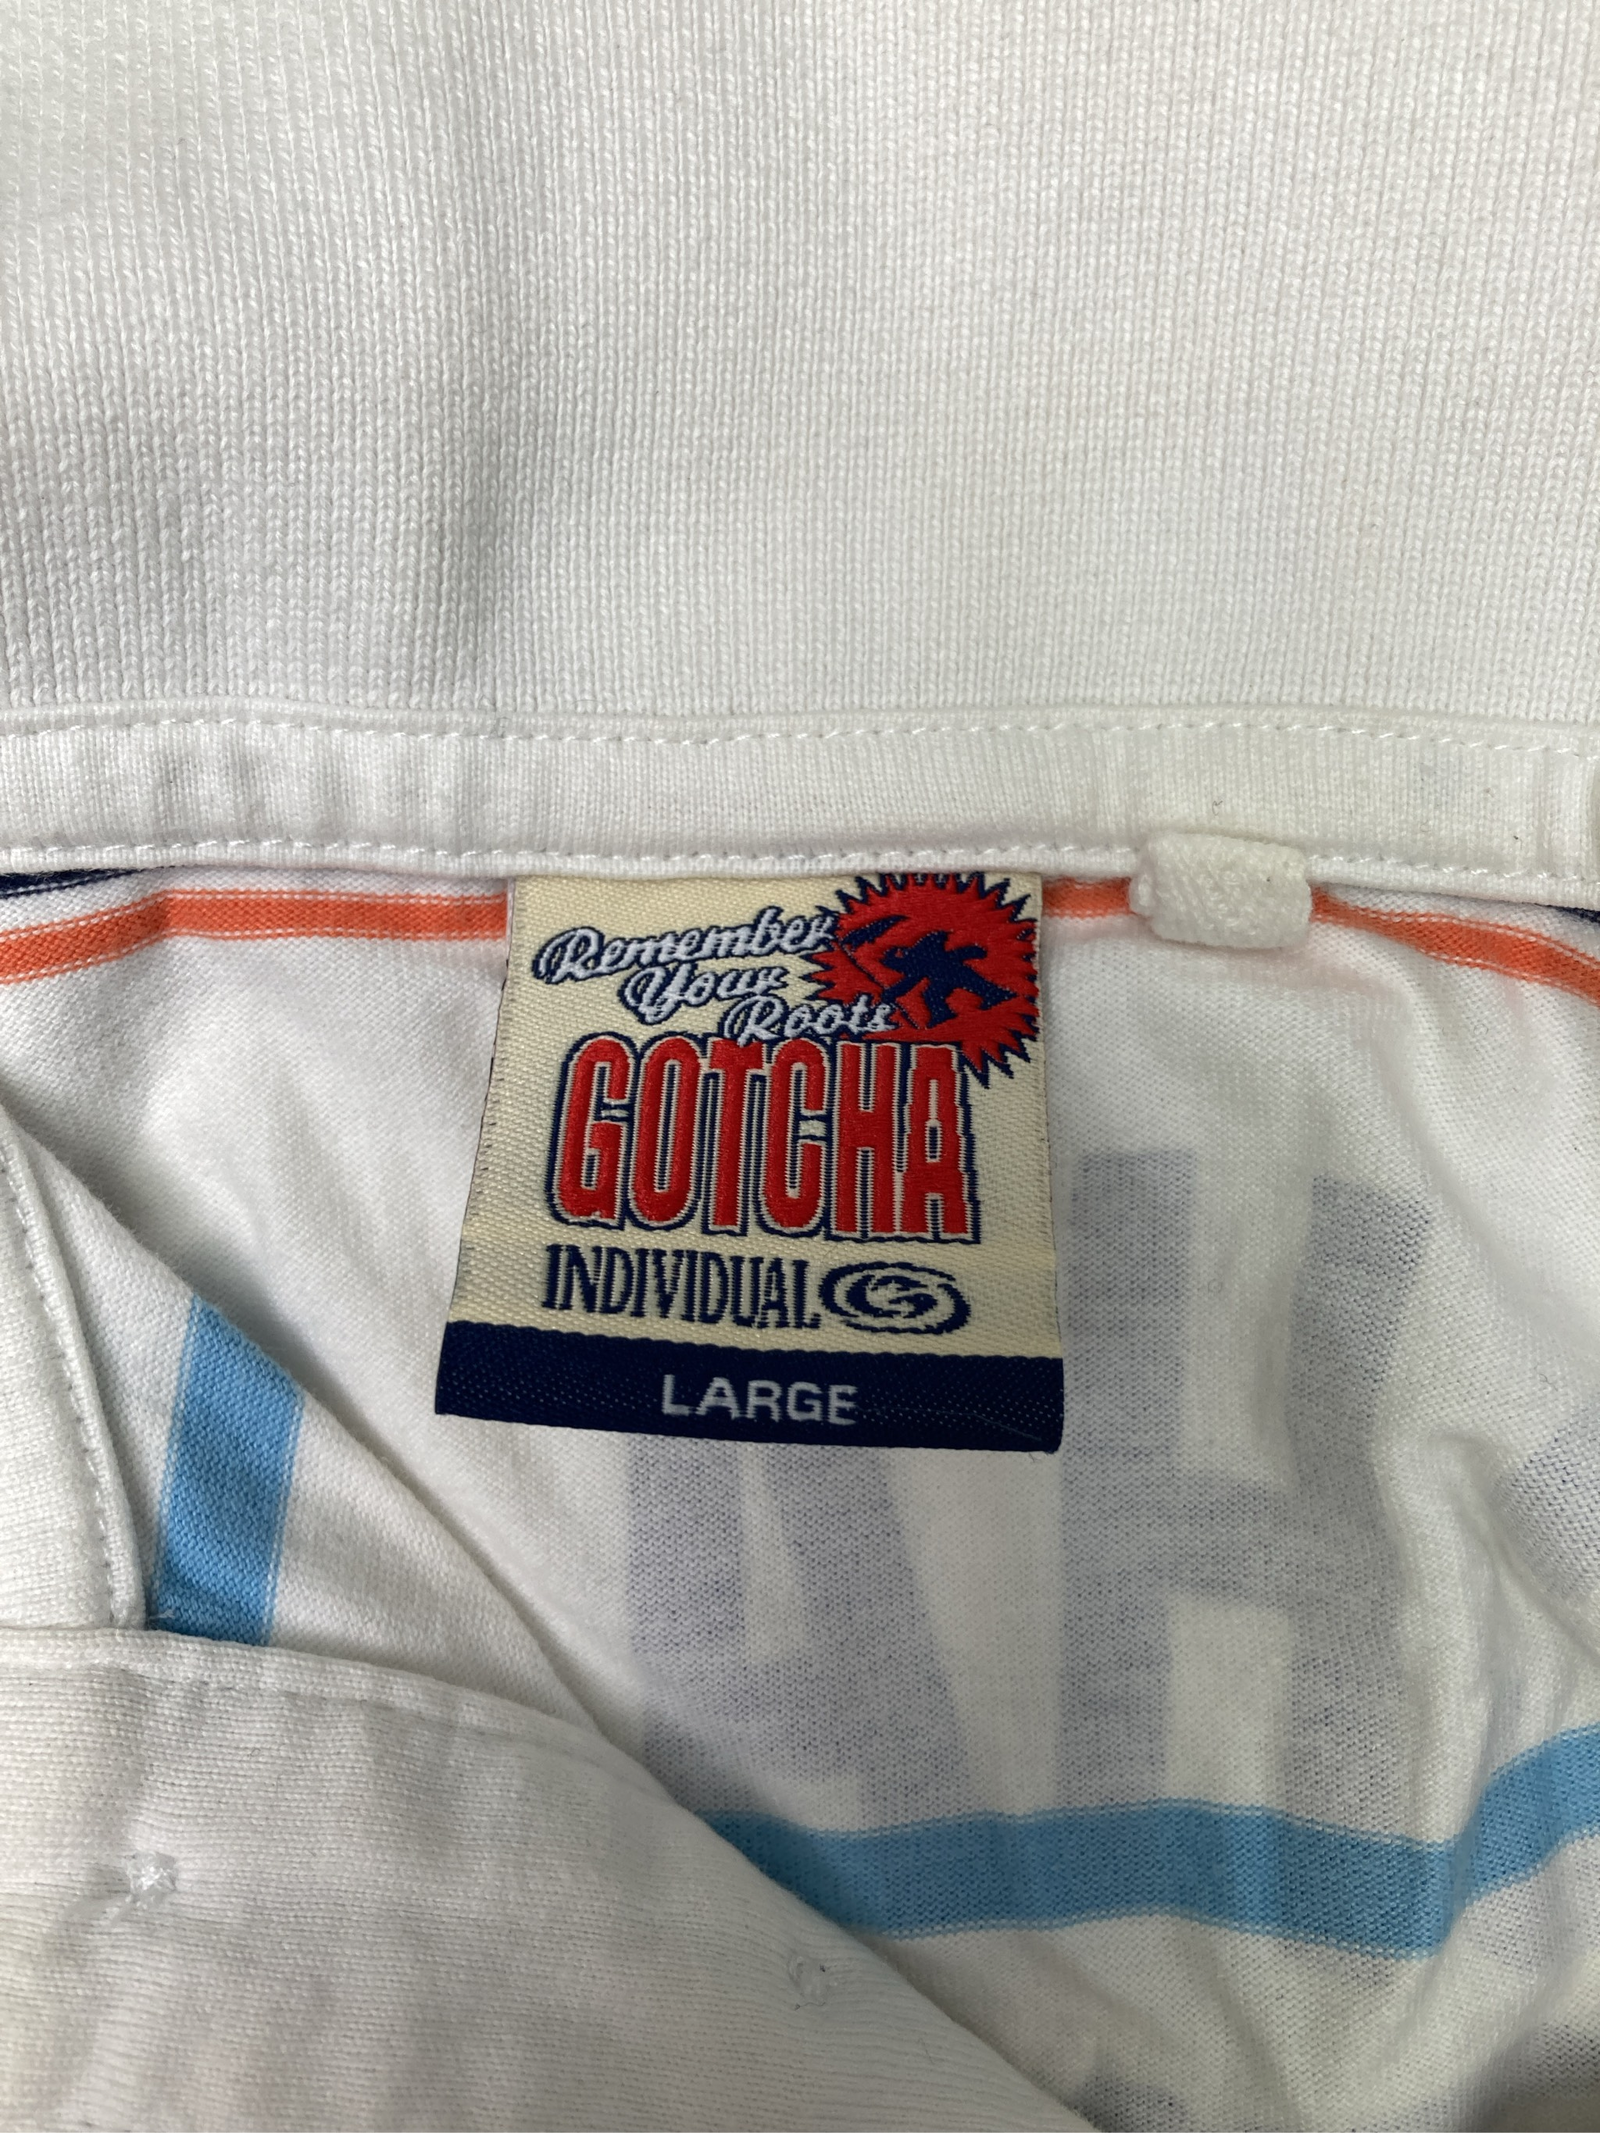 Remember
Your
Roots
GOTCHA
INDIVIDUAL
LARGE